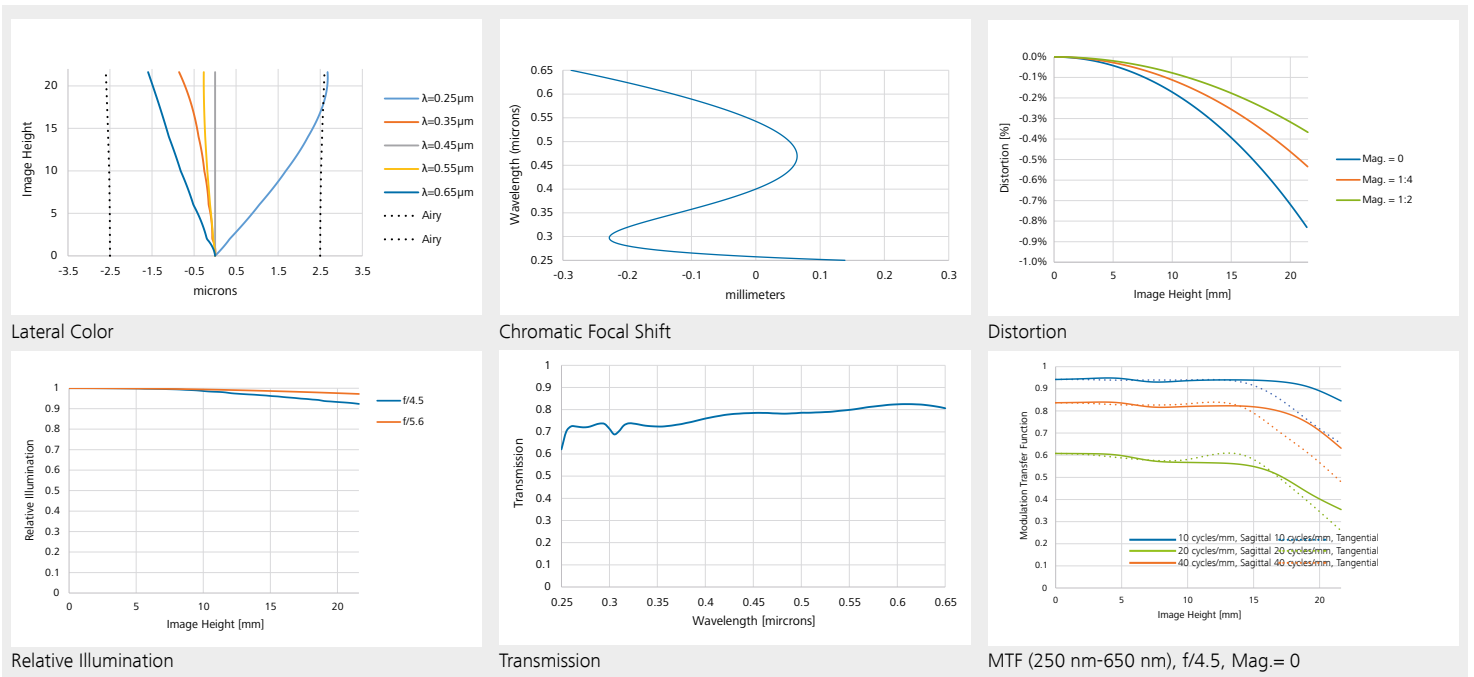 20
15
10
5
0
Image Height
-3.5
-2.5
-1.5
-0.5
0.5
1.5
2.5
3.5
microns
λ=0.25µm
λ=0.35µm
λ=0.45µm
λ=0.55µm
λ=0.65µm
Airy
Airy
Lateral Color
0.65
0.6
0.55
0.5
0.45
0.4
0.35
0.3
0.25
Wavelength (microns)
-0.3
-0.2
-0.1
0
0.1
0.2
0.3
millimeters
Chromatic Focal Shift
0.0%
-0.1%
-0.2%
-0.3%
-0.4%
-0.5%
-0.6%
-0.7%
-0.8%
-0.9%
-1.0%
Distortion [%]
0
5
10
15
20
Image Height [mm]
Mag. = 0
Mag. = 1:4
Mag. = 1:2
Distortion
1
0.9
0.8
0.7
0.6
0.5
0.4
0.3
0.2
0.1
0
Relative Illumination
0
5
10
15
20
Image Height [mm]
f/4.5
f/5.6
Relative Illumination
1
0.9
0.8
0.7
0.6
0.5
0.4
0.3
0.2
0.1
0
Transmission
0.25
0.3
0.35
0.4
0.45
0.5
0.55
0.6
0.65
Wavelength [mircrons]
Transmission
1
0.9
0.8
0.7
0.6
0.5
0.4
0.3
0.2
0.1
0
Modulation Transfer Function
10 cycles/mm, Sagittal 10 cycles/mm, Tangential
20 cycles/mm, Sagittal 20 cycles/mm, Tangential
40 cycles/mm, Sagittal 40 cycles/mm, Tangential
0
5
10
15
20
Image Height [mm]
MTF (250 nm-650 nm), f/4.5, Mag.= 0